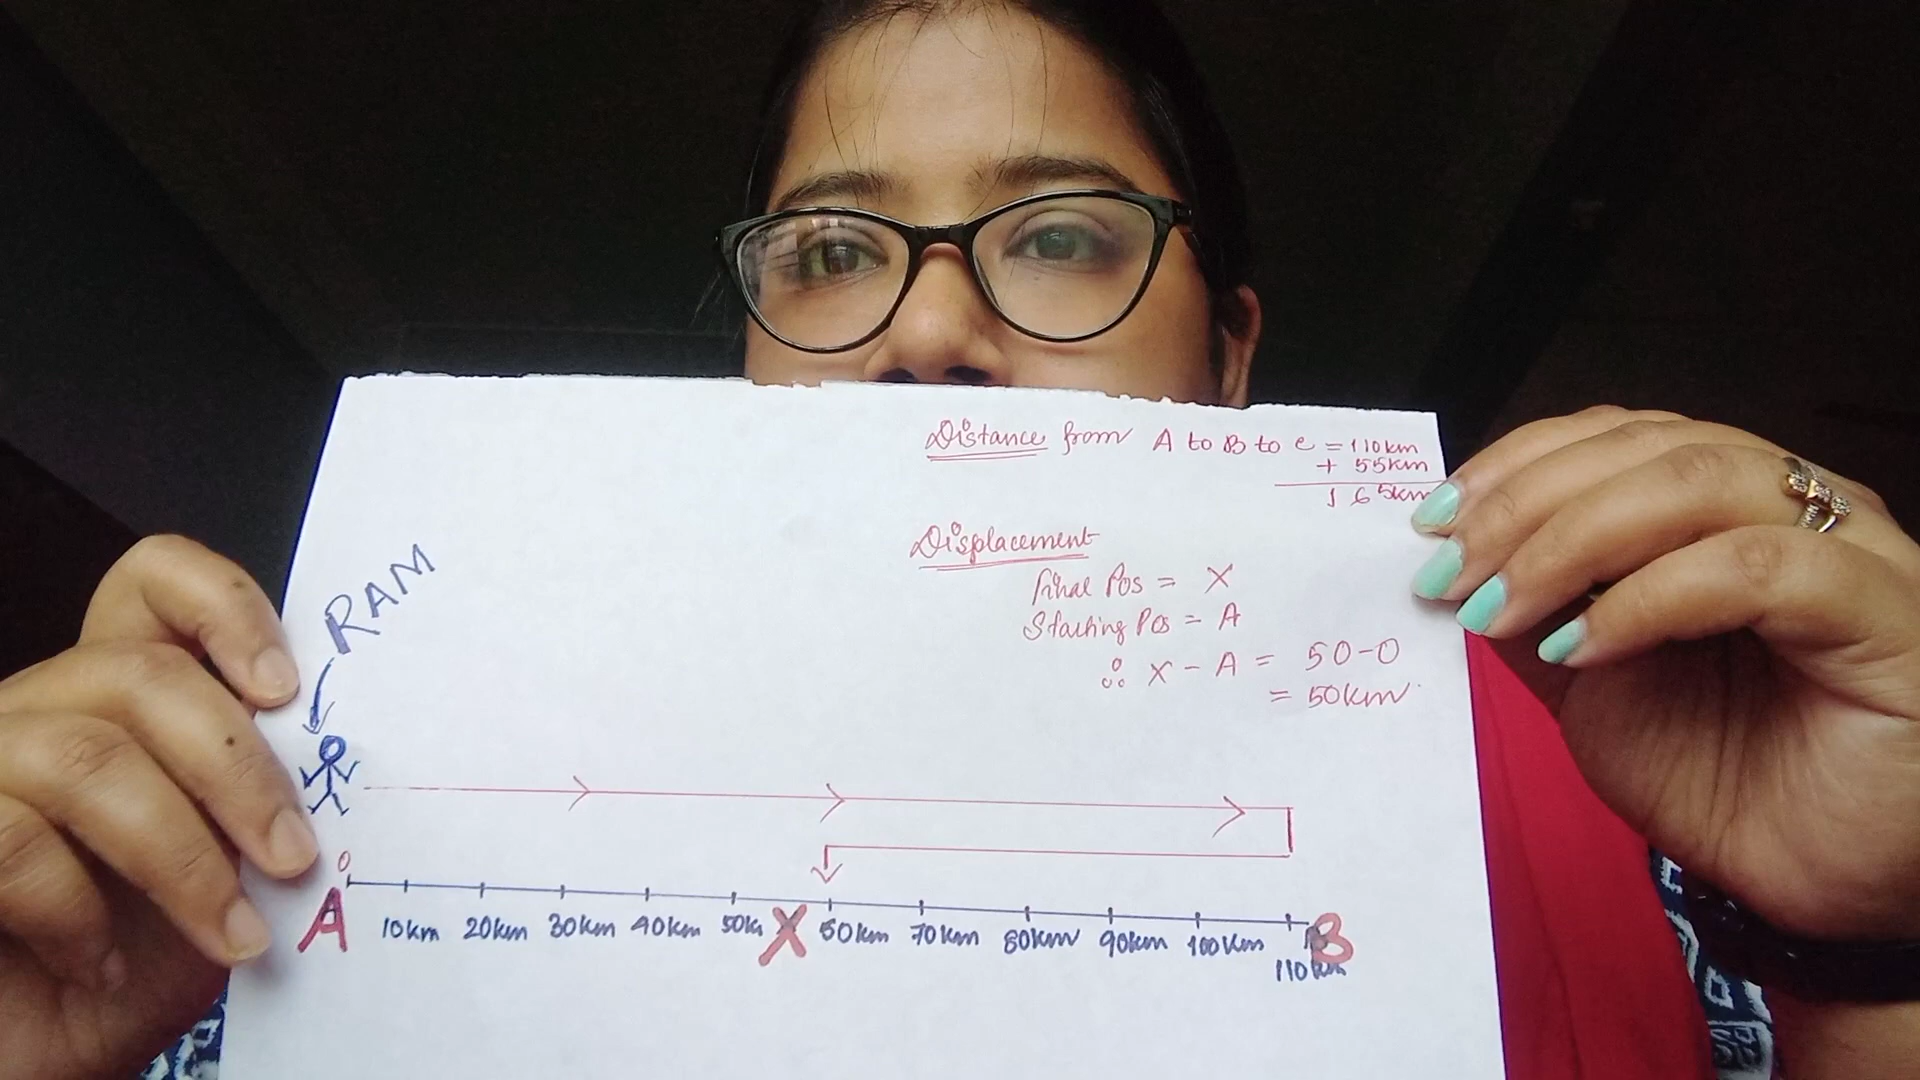 Distance from A to B to C = 110km
+ 55km
165km
Displacement
Final Pos = X
Starting Pos = A
∴ X - A = 50-0
= 50km
RAM
0
A 10km 20km 30km 40km 50k X 50km 70km 80km 90km 100km B
110km